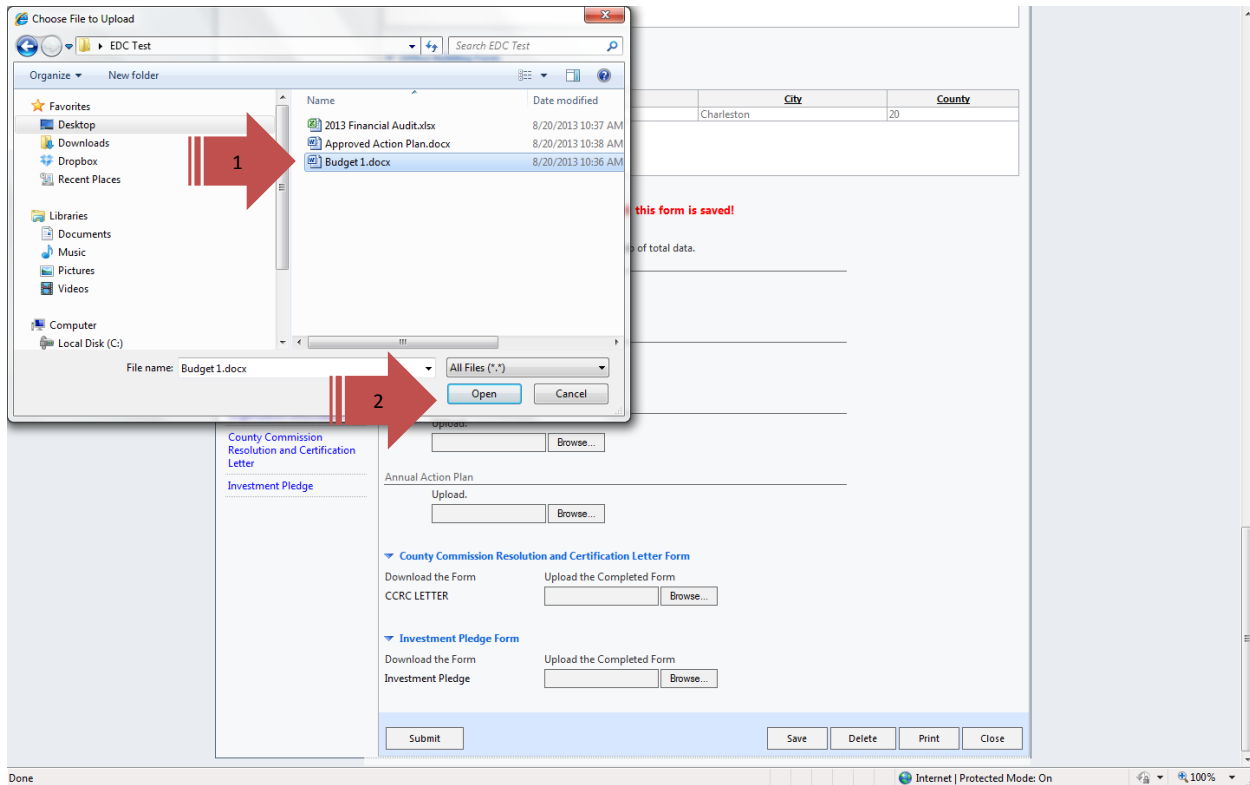 Choose File to Upload
EDC Test
Search EDC Test
Organize
New folder
Favorites
Desktop
Downloads
Dropbox
Recent Places
Libraries
Documents
Music
Pictures
Videos
Computer
Local Disk (C:)
Name
Date modified
2013 Financial Audit.xlsx
8/20/2013 10:37 AM
Approved Action Plan.docx
8/20/2013 10:38 AM
Budget 1.docx
8/20/2013 10:36 AM
1
File name:
Budget 1.docx
All Files (*.*)
2
Open
Cancel
City
County
Charleston
20
this form is saved!
of total data.
County Commission
Resolution and Certification
Letter
Investment Pledge
Upload.
Browse...
Annual Action Plan
Upload.
Browse...
County Commission Resolution and Certification Letter Form
Download the Form
Upload the Completed Form
CCRC LETTER
Browse...
Investment Pledge Form
Download the Form
Upload the Completed Form
Investment Pledge
Browse...
Submit
Save
Delete
Print
Close
Done
Internet | Protected Mode: On
100%